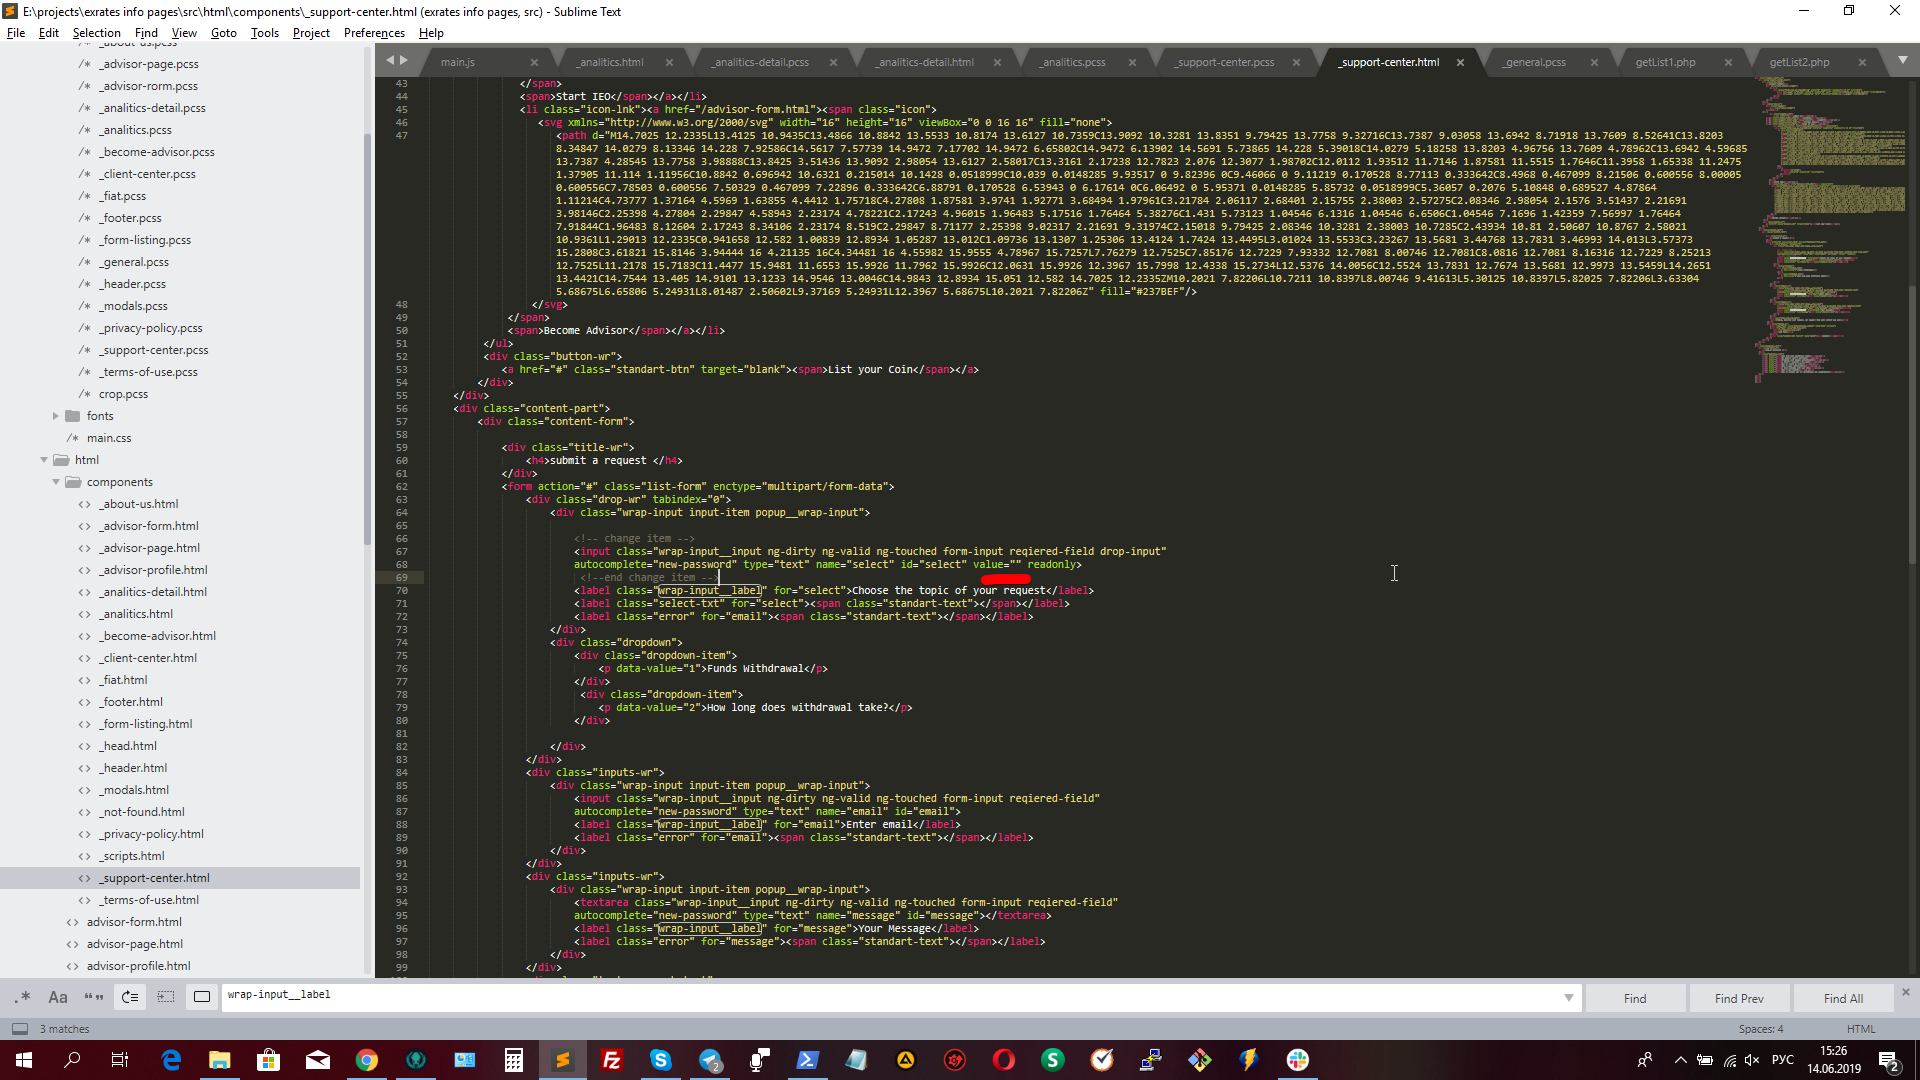 E:\projects\exrates info pages\src\html\components\_support-center.html (exrates info pages, src) - Sublime Text
File Edit Selection Find View Goto Tools Project Preferences Help
main.js _analitics.html _analitics-detail.pcss _analitics-detail.html _analitics.pcss _support-center.pcss _support-center.html _general.pcss getList1.php getList2.php
/* _about-us.pcss
/* _advisor-page.pcss
/* _advisor-rorm.pcss
/* _analitics-detail.pcss
/* _analitics.pcss
/* _become-advisor.pcss
/* _client-center.pcss
/* _fiat.pcss
/* _footer.pcss
/* _form-listing.pcss
/* _general.pcss
/* _header.pcss
/* _modals.pcss
/* _privacy-policy.pcss
/* _support-center.pcss
/* _terms-of-use.pcss
crop.pcss
fonts
/* main.css
html
components
<> _about-us.html
<> _advisor-form.html
<> _advisor-page.html
<> _advisor-profile.html
<> _analitics-detail.html
<> _analitics.html
<> _become-advisor.html
<> _client-center.html
<> _fiat.html
<> _footer.html
<> _form-listing.html
<> _head.html
<> _header.html
<> _modals.html
<> _not-found.html
<> _privacy-policy.html
<> _scripts.html
<> _support-center.html
<> _terms-of-use.html
<> advisor-form.html
<> advisor-page.html
<> advisor-profile.html
43 </span>
44 <span>Start IEO</span></a></li>
45 <li class="icon-lnk"><a href="/advisor-form.html"><span class="icon">
46 <svg xmlns="http://www.w3.org/2000/svg" width="16" height="16" viewBox="0 0 16 16" fill="none">
47 <path d="M14.7025 12.2335L13.4125 10.9435C13.4866 10.8842 13.5533 10.8174 13.6127 10.7359C13.9092 10.3281 13.8351 9.79425 13.7758 9.32716C13.7387 9.03058 13.6942 8.71918 13.7609 8.52641C13.8203
8.34847 14.0279 8.13346 14.228 7.92586C14.5617 7.57739 14.9472 7.17702 14.9472 6.65802C14.9472 6.13902 14.5691 5.73865 14.228 5.39018C14.0279 5.18258 13.8203 4.96756 13.7609 4.78962C13.6942 4.59685
13.7387 4.28545 13.7758 3.98888C13.8425 3.51436 13.9092 2.98054 13.6127 2.58017C13.3161 2.17238 12.7823 2.076 12.3077 1.98702C12.0112 1.93512 11.7146 1.87581 11.5515 1.7646C11.3958 1.65338 11.2475
1.37905 11.114 1.11956C10.8842 0.696942 10.6321 0.215014 10.1428 0.0518999C10.039 0.0148285 9.93517 0 9.82396 0C9.46066 0 9.11219 0.170528 8.77113 0.333642C8.4968 0.467099 8.21506 0.600556 8.00005
0.600556C7.78503 0.600556 7.50329 0.467099 7.22896 0.333642C6.88791 0.170528 6.53943 0 6.17614 0C6.06492 0 5.95371 0.0148285 5.85732 0.0518999C5.36057 0.2076 5.10848 0.689527 4.87864
1.11214C4.73777 1.37164 4.5969 1.63855 4.4412 1.75718C4.27808 1.87581 3.9741 1.92771 3.68494 1.97961C3.21784 2.06117 2.68401 2.15755 2.38003 2.57275C2.08346 2.98054 2.1576 3.51437 2.21691
3.98146C2.25398 4.27804 2.29847 4.58943 2.23174 4.78221C2.17243 4.96015 1.96483 5.17516 1.76464 5.38276C1.431 5.73123 1.04546 6.1316 1.04546 6.6506C1.04546 7.1696 1.42359 7.56997 1.76464
7.91844C1.96483 8.12604 2.17243 8.34106 2.23174 8.519C2.29847 8.71177 2.25398 9.02317 2.21691 9.31974C2.15018 9.79425 2.08346 10.3281 2.38003 10.7285C2.43934 10.81 2.50607 10.8767 2.58021
10.9361L1.29013 12.2335C0.941658 12.582 1.00839 12.8934 1.05287 13.012C1.09736 13.1307 1.25306 13.4124 1.7424 13.4495L3.01024 13.5533C3.23267 13.5681 3.44768 13.7831 3.46993 14.013L3.57373
15.2808C3.61821 15.8146 3.94444 16 4.21135 16C4.34481 16 4.55982 15.9555 4.78967 15.7257L7.76279 12.7525C7.85176 12.7229 7.93332 12.7081 8.00746 12.7081C8.0816 12.7081 8.16316 12.7229 8.25213
12.7525L11.2178 15.7183C11.4477 15.9481 11.6553 15.9926 11.7962 15.9926C12.0631 15.9926 12.3967 15.7998 12.4338 15.2734L12.5376 14.0056C12.5524 13.7831 12.7674 13.5681 12.9973 13.5459L14.2651
13.4421C14.7544 13.405 14.9101 13.1233 14.9546 13.0046C14.9843 12.8934 15.051 12.582 14.7025 12.2335ZM10.2021 7.82206L10.7211 10.8397L8.00746 9.41613L5.30125 10.8397L5.82025 7.82206L3.63304
5.68675L6.65806 5.24931L8.01487 2.50602L9.37169 5.24931L12.3967 5.68675L10.2021 7.82206Z" fill="#237BEF"/>
48 </svg>
49 </span>
50 <span>Become Advisor</span></a></li>
51 </ul>
52 <div class="button-wr">
53 <a href="#" class="standart-btn" target="blank"><span>List your Coin</span></a>
54 </div>
55 </div>
56 <div class="content-part">
57 <div class="content-form">
58
59 <div class="title-wr">
60 <h4>submit a request </h4>
61 </div>
62 <form action="#" class="list-form" enctype="multipart/form-data">
63 <div class="drop-wr" tabindex="0">
64 <div class="wrap-input input-item popup__wrap-input">
65
66 <!-- change item -->
67 <input class="wrap-input__input ng-dirty ng-valid ng-touched form-input reqiered-field drop-input"
68 autocomplete="new-password" type="text" name="select" id="select" value="" readonly>
69 <!--end change item -->
70 <label class="wrap-input__label" for="select">Choose the topic of your request</label>
71 <label class="select-txt" for="select"><span class="standart-text"></span></label>
72 <label class="error" for="email"><span class="standart-text"></span></label>
73 </div>
74 <div class="dropdown">
75 <div class="dropdown-item">
76 <p data-value="1">Funds Withdrawal</p>
77 </div>
78 <div class="dropdown-item">
79 <p data-value="2">How long does withdrawal take?</p>
80 </div>
81
82 </div>
83 </div>
84 <div class="inputs-wr">
85 <div class="wrap-input input-item popup__wrap-input">
86 <input class="wrap-input__input ng-dirty ng-valid ng-touched form-input reqiered-field"
87 autocomplete="new-password" type="text" name="email" id="email">
88 <label class="wrap-input__label" for="email">Enter email</label>
89 <label class="error" for="email"><span class="standart-text"></span></label>
90 </div>
91 </div>
92 <div class="inputs-wr">
93 <div class="wrap-input input-item popup__wrap-input">
94 <textarea class="wrap-input__input ng-dirty ng-valid ng-touched form-input reqiered-field"
95 autocomplete="new-password" type="text" name="message" id="message"></textarea>
96 <label class="wrap-input__label" for="message">Your Message</label>
97 <label class="error" for="message"><span class="standart-text"></span></label>
98 </div>
99 </div>
.* Aa “” wrap-input__label Find Find Prev Find All
3 matches Spaces: 4 HTML
2 РУС 15:26 14.06.2019 2